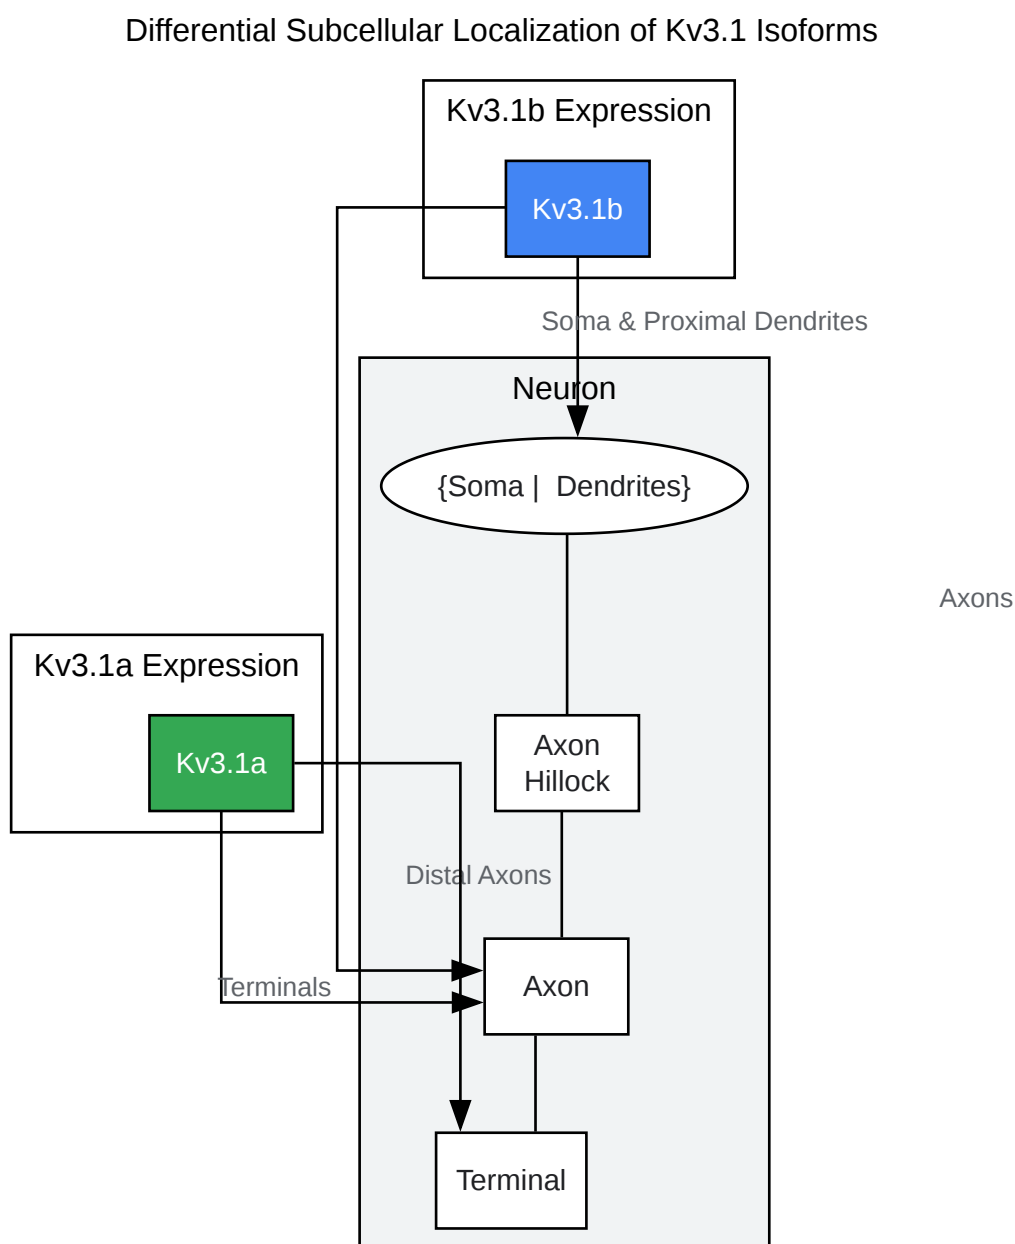 Differential Subcellular Localization of Kv3.1 Isoforms
Kv3.1b Expression
Kv3.1b
Soma & Proximal Dendrites
Neuron
{Soma |  Dendrites}
Axons
Kv3.1a Expression
Kv3.1a
Axon
Hillock
Distal Axons
Terminals
Axon
Terminal